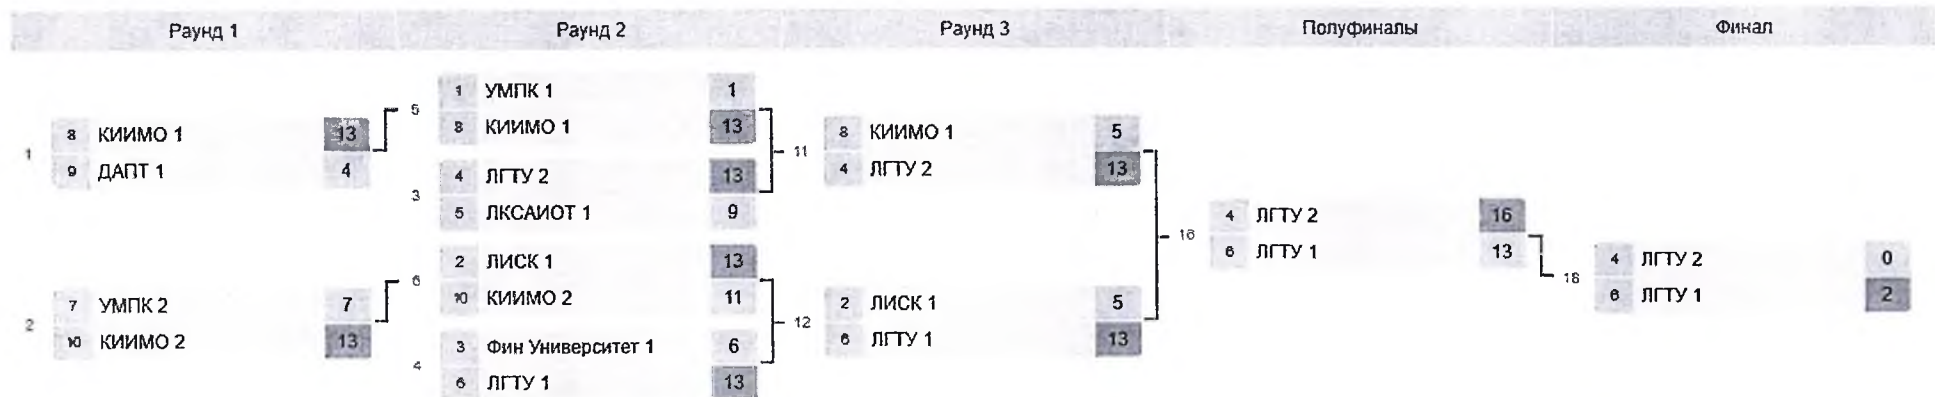 Раунд 1
Раунд 2
Раунд 3
Полуфиналы
Финал
1
8 КИИМО 1 13
9 ДАПТ 1 4
2
7 УМПК 2 7
10 КИИМО 2 13
5
1 УМПК 1 1
8 КИИМО 1 13
3
4 ЛГТУ 2 13
5 ЛКСАИОТ 1 9
6
2 ЛИСК 1 13
10 КИИМО 2 11
4
3 Фин Университет 1 6
6 ЛГТУ 1 13
11
8 КИИМО 1 5
4 ЛГТУ 2 13
12
2 ЛИСК 1 5
6 ЛГТУ 1 13
16
4 ЛГТУ 2 16
6 ЛГТУ 1 13
18
4 ЛГТУ 2 0
6 ЛГТУ 1 2